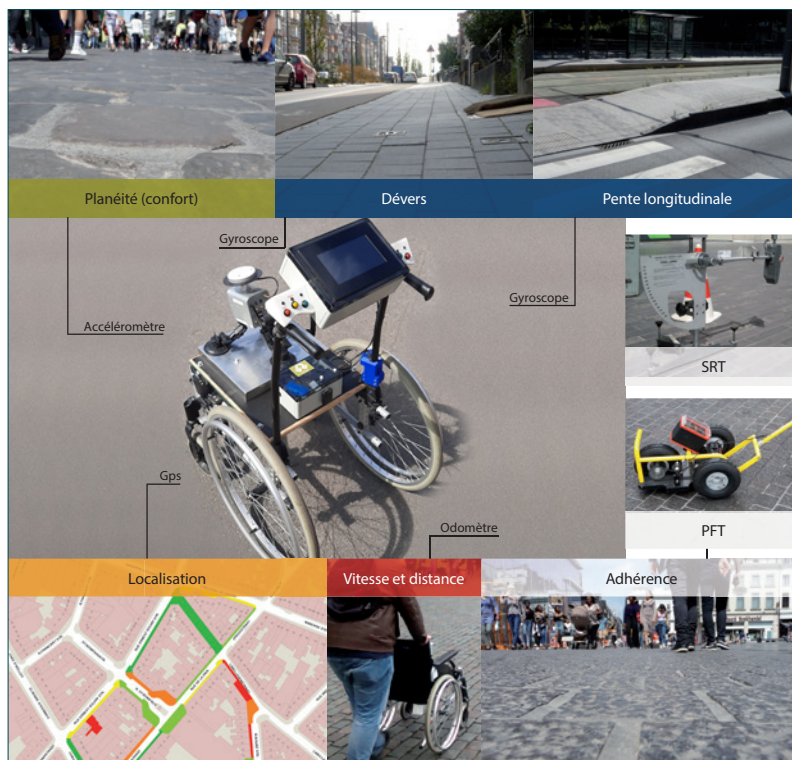 Planéité (confort)
Dévers
Pente longitudinale
Gyroscope
Gyroscope
Accéléromètre
SRT
Gps
Odomètre
PFT
Localisation
Vitesse et distance
Adhérence